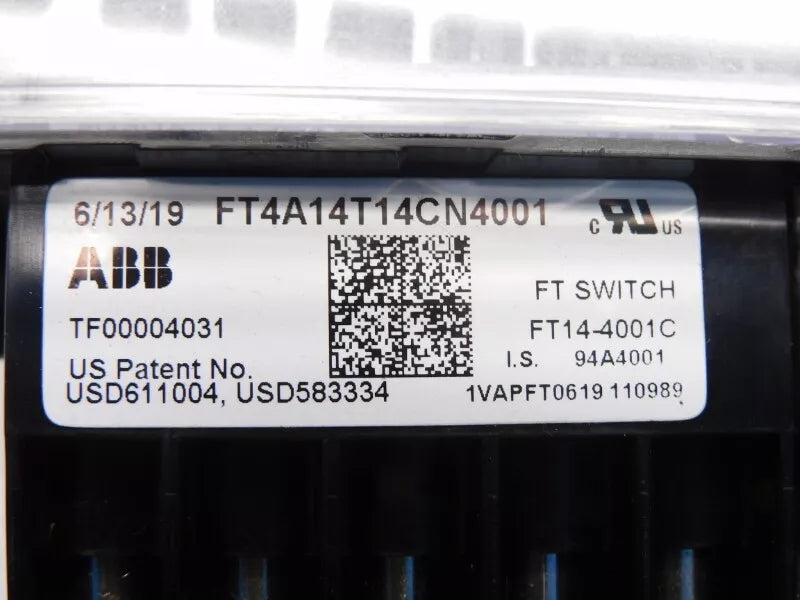 6/13/19 FT4A14T14CN4001
C RU US
ABB
FT SWITCH
TF00004031
FT14-4001C
I.S. 94A4001
US Patent No.
USD611004, USD583334
1VAPFT0619 110989